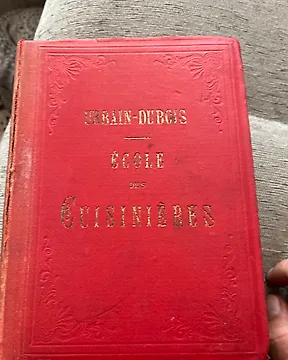 URBAIN-DUBOIS
ÉCOLE
DES
CUISINIÈRES